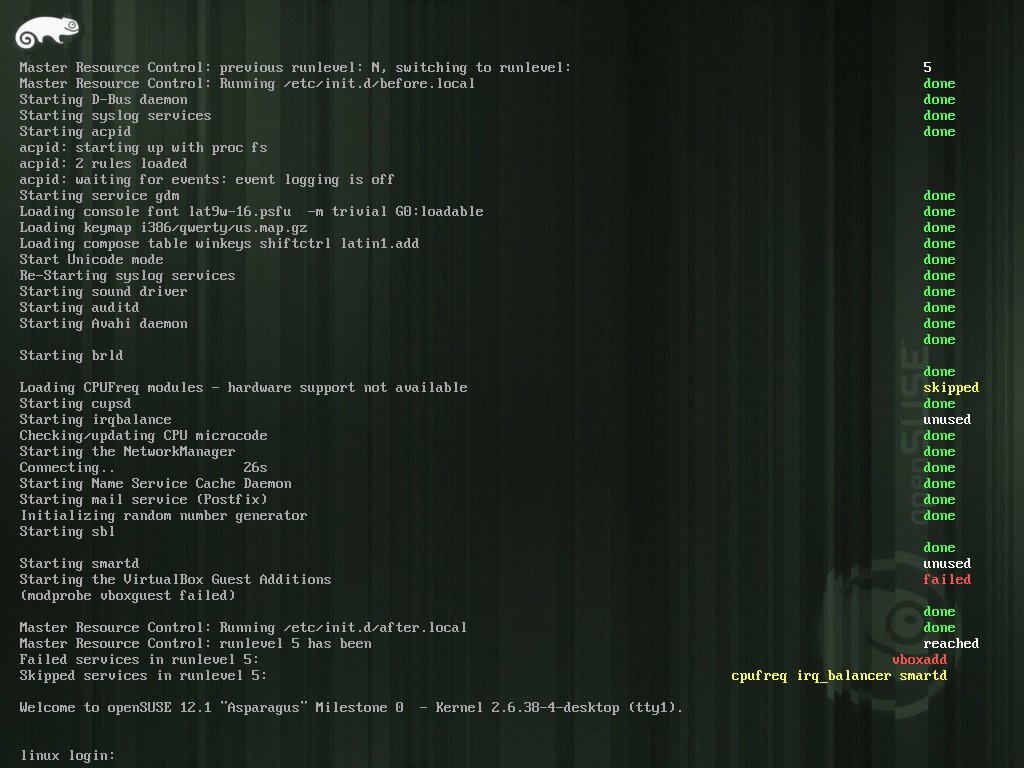 Master Resource Control: previous runlevel: N, switching to runlevel: 5
Master Resource Control: Running /etc/init.d/before.local done
Starting D-Bus daemon done
Starting syslog services done
Starting acpid done
acpid: starting up with proc fs
acpid: 2 rules loaded
acpid: waiting for events: event logging is off
Starting service gdm done
Loading console font lat9w-16.psfu  -m trivial G0:loadable done
Loading keymap i386/qwerty/us.map.gz done
Loading compose table winkeys shiftctrl latin1.add done
Start Unicode mode done
Re-Starting syslog services done
Starting sound driver done
Starting auditd done
Starting Avahi daemon done
done
Starting brld
done
Loading CPUFreq modules - hardware support not available skipped
Starting cupsd done
Starting irqbalance unused
Checking/updating CPU microcode done
Starting the NetworkManager done
Connecting.. 26s done
Starting Name Service Cache Daemon done
Starting mail service (Postfix) done
Initializing random number generator done
Starting sbl
done
Starting smartd unused
Starting the VirtualBox Guest Additions failed
(modprobe vboxguest failed)
done
Master Resource Control: Running /etc/init.d/after.local done
Master Resource Control: runlevel 5 has been reached
Failed services in runlevel 5: vboxadd
Skipped services in runlevel 5: cpufreq irq_balancer smartd
Welcome to openSUSE 12.1 "Asparagus" Milestone 0  - Kernel 2.6.38-4-desktop (tty1).
linux login:
openSUSE